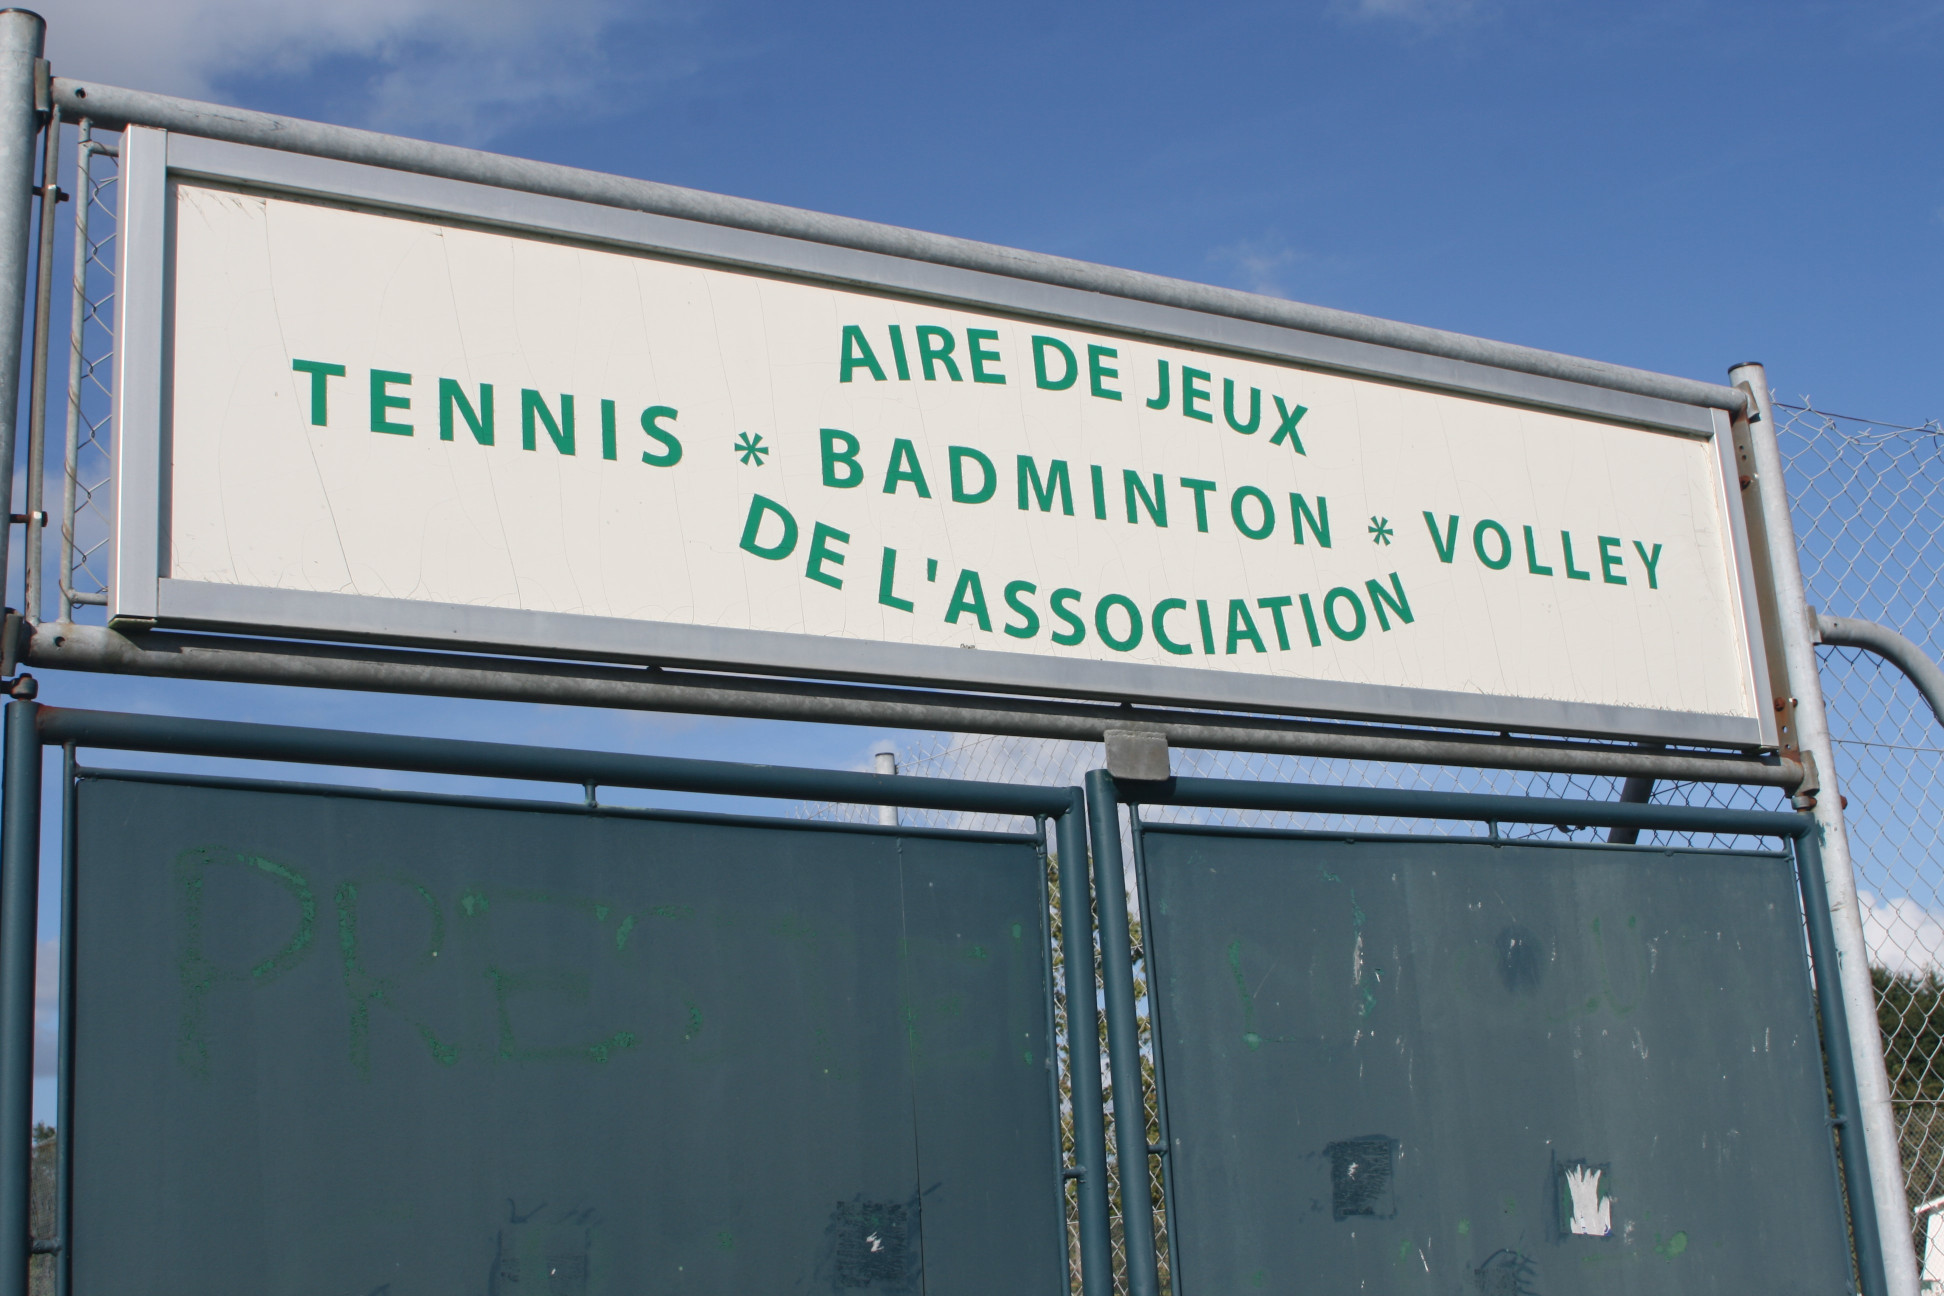 AIRE DE JEUX
TENNIS * BADMINTON * VOLLEY
DE L'ASSOCIATION